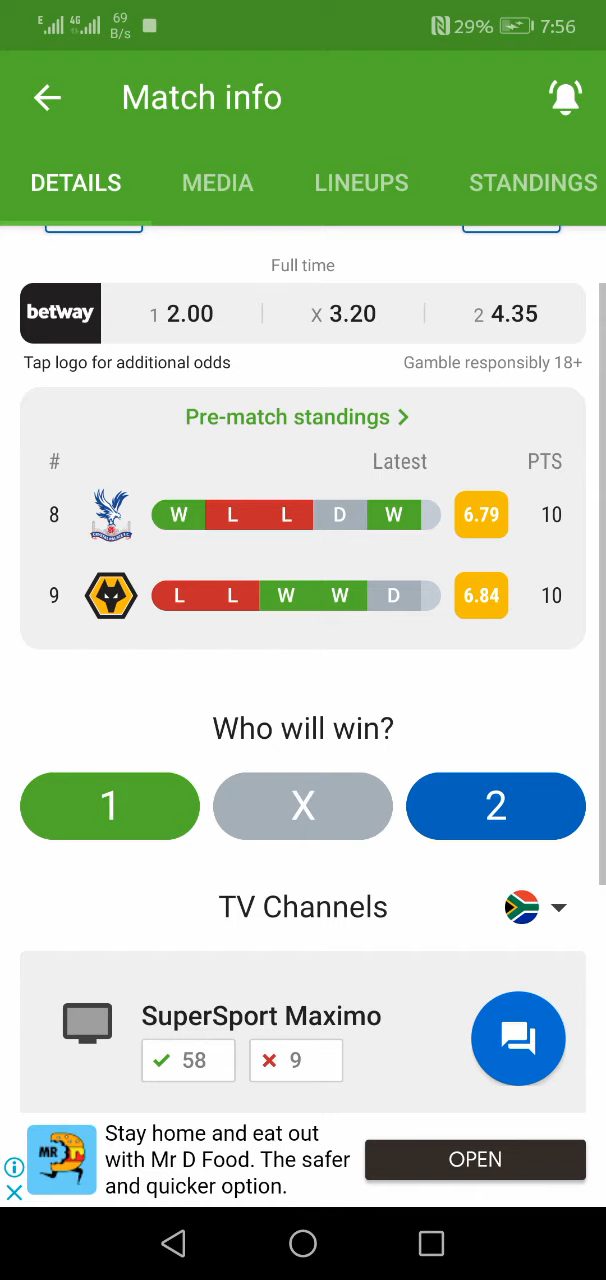 E 4G 69 B/s 29% 7:56
Match info
DETAILS MEDIA LINEUPS STANDINGS
Full time
betway 1 2.00 X 3.20 2 4.35
Tap logo for additional odds Gamble responsibly 18+
Pre-match standings >
# Latest PTS
8 W L L D W 6.79 10
9 L L W W D 6.84 10
Who will win?
1 X 2
TV Channels
SuperSport Maximo
58 9
Stay home and eat out
with Mr D Food. The safer
and quicker option.
MR D
OPEN